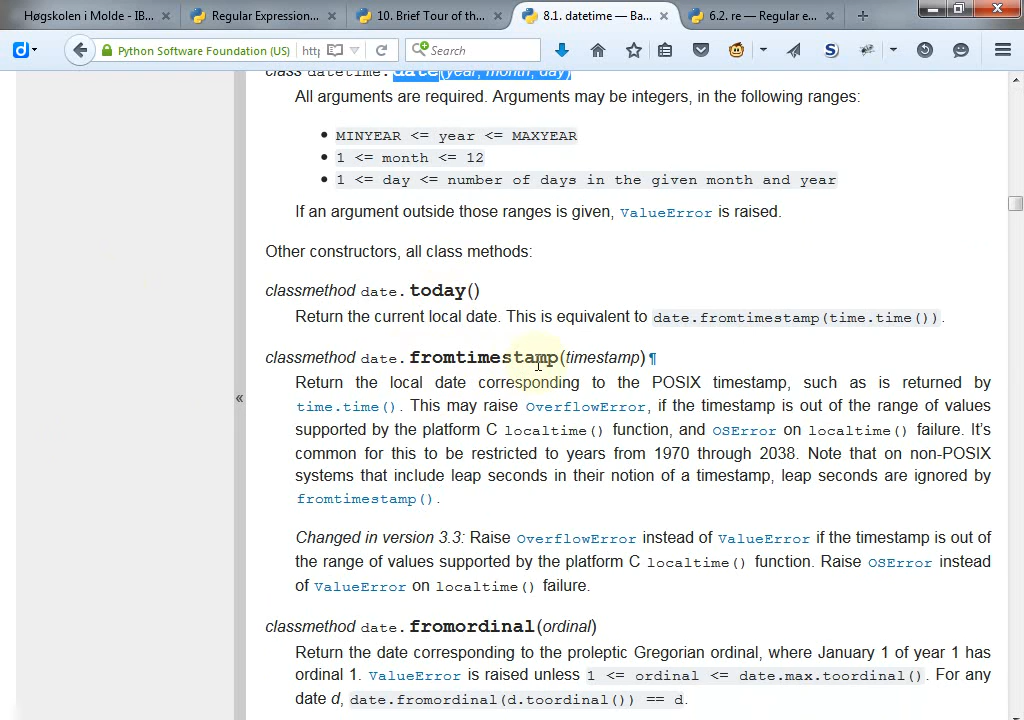 Høgskolen i Molde - IB...
Regular Expression...
10. Brief Tour of th...
8.1. datetime — Ba...
6.2. re — Regular e...
Python Software Foundation (US)
Search
class datetime.date(year, month, day)
All arguments are required. Arguments may be integers, in the following ranges:
• MINYEAR <= year <= MAXYEAR
• 1 <= month <= 12
• 1 <= day <= number of days in the given month and year
If an argument outside those ranges is given, ValueError is raised.
Other constructors, all class methods:
classmethod date.today()
Return the current local date. This is equivalent to date.fromtimestamp(time.time()).
classmethod date.fromtimestamp(timestamp)¶
Return the local date corresponding to the POSIX timestamp, such as is returned by
time.time(). This may raise OverflowError, if the timestamp is out of the range of values
supported by the platform C localtime() function, and OSError on localtime() failure. It’s
common for this to be restricted to years from 1970 through 2038. Note that on non-POSIX
systems that include leap seconds in their notion of a timestamp, leap seconds are ignored by
fromtimestamp().
Changed in version 3.3: Raise OverflowError instead of ValueError if the timestamp is out of
the range of values supported by the platform C localtime() function. Raise OSError instead
of ValueError on localtime() failure.
classmethod date.fromordinal(ordinal)
Return the date corresponding to the proleptic Gregorian ordinal, where January 1 of year 1 has
ordinal 1. ValueError is raised unless 1 <= ordinal <= date.max.toordinal(). For any
date d, date.fromordinal(d.toordinal()) == d.